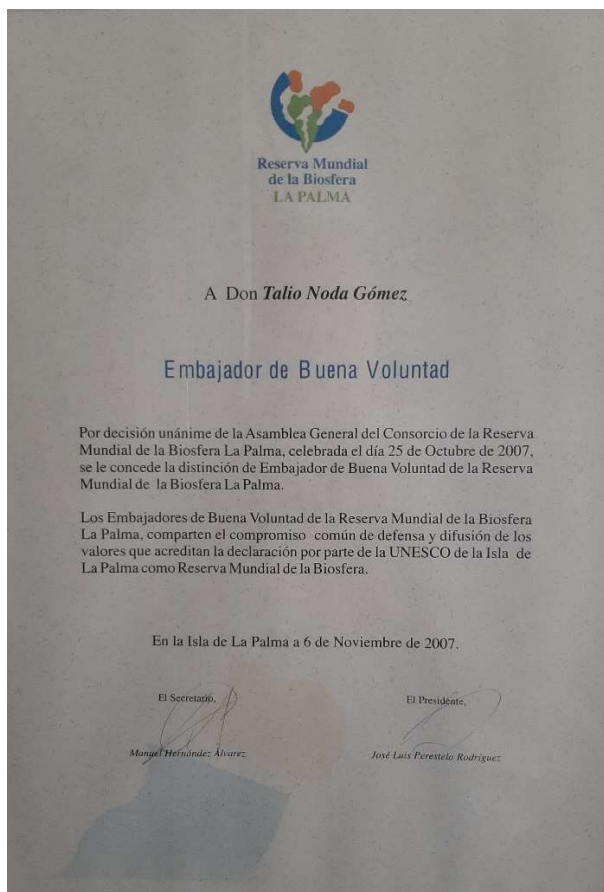 Reserva Mundial
de la Biosfera
LA PALMA
A Don Talio Noda Gómez
Embajador de Buena Voluntad
Por decisión unánime de la Asamblea General del Consorcio de la Reserva
Mundial de la Biosfera La Palma, celebrada el día 25 de Octubre de 2007,
se le concede la distinción de Embajador de Buena Voluntad de la Reserva
Mundial de la Biosfera La Palma.
Los Embajadores de Buena Voluntad de la Reserva Mundial de la Biosfera
La Palma, comparten el compromiso común de defensa y difusión de los
valores que acreditan la declaración por parte de la UNESCO de la Isla de
La Palma como Reserva Mundial de la Biosfera.
En la Isla de La Palma a 6 de Noviembre de 2007.
El Secretario,
El Presidente,
Manuel Hernández Álvarez
José Luis Perestelo Rodríguez